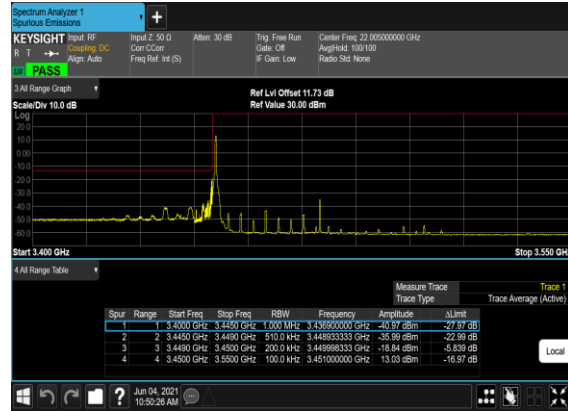 Spectrum Analyzer 1
Spurious Emissions
KEYSIGHT Input: RF Input Z: 50 Ω Atten: 30 dB Trig: Free Run Center Freq: 22.005000000 GHz
R T Coupling: DC Corr CCorr Gate: Off Avg|Hold: 100/100
Align: Auto Freq Ref: Int (S) IF Gain: Low Radio Std: None
PASS
3 All Range Graph
Ref Lvl Offset 11.73 dB
Scale/Div 10.0 dB Ref Value 30.00 dBm
Log
20.0
10.0
0.00
-10.0
-20.0
-30.0
-40.0
-50.0
-60.0
Start 3.400 GHz Stop 3.550 GHz
4 All Range Table
Measure Trace Trace 1
Trace Type Trace Average (Active)
Spur Range Start Freq Stop Freq RBW Frequency Amplitude ΔLimit
1 1 3.4000 GHz 3.4450 GHz 1.000 MHz 3.436900000 GHz -40.97 dBm -27.97 dB
2 2 3.4450 GHz 3.4490 GHz 510.0 kHz 3.448933333 GHz -35.99 dBm -22.99 dB
3 3 3.4490 GHz 3.4500 GHz 200.0 kHz 3.449998333 GHz -18.84 dBm -5.839 dB
4 4 3.4500 GHz 3.5500 GHz 100.0 kHz 3.451000000 GHz 13.03 dBm -16.97 dB
Local
Jun 04, 2021
10:50:26 AM